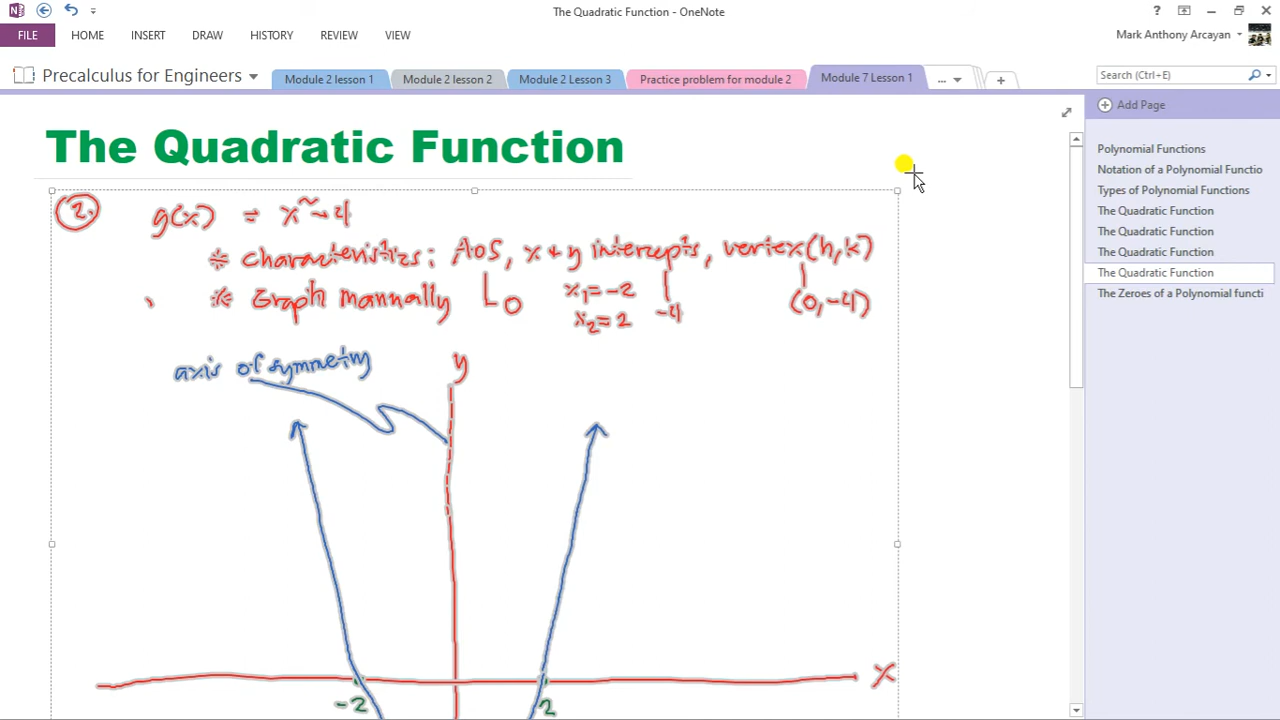 The Quadratic Function - OneNote
?
FILE HOME INSERT DRAW HISTORY REVIEW VIEW
Mark Anthony Arcayan
Precalculus for Engineers
Module 2 lesson 1
Module 2 lesson 2
Module 2 Lesson 3
Practice problem for module 2
Module 7 Lesson 1
...
+
Search (Ctrl+E)
Add Page
Polynomial Functions
Notation of a Polynomial Functio
Types of Polynomial Functions
The Quadratic Function
The Quadratic Function
The Quadratic Function
The Quadratic Function
The Zeroes of a Polynomial functi
The Quadratic Function
2. g(x) = x² - 4
* Characteristics: AOS, x + y intercepts, vertex (h, k)
* Graph Mannally
0
x₁ = -2
x₂ = 2
-4
(0, -4)
axis of symmetry
y
x
-2
2